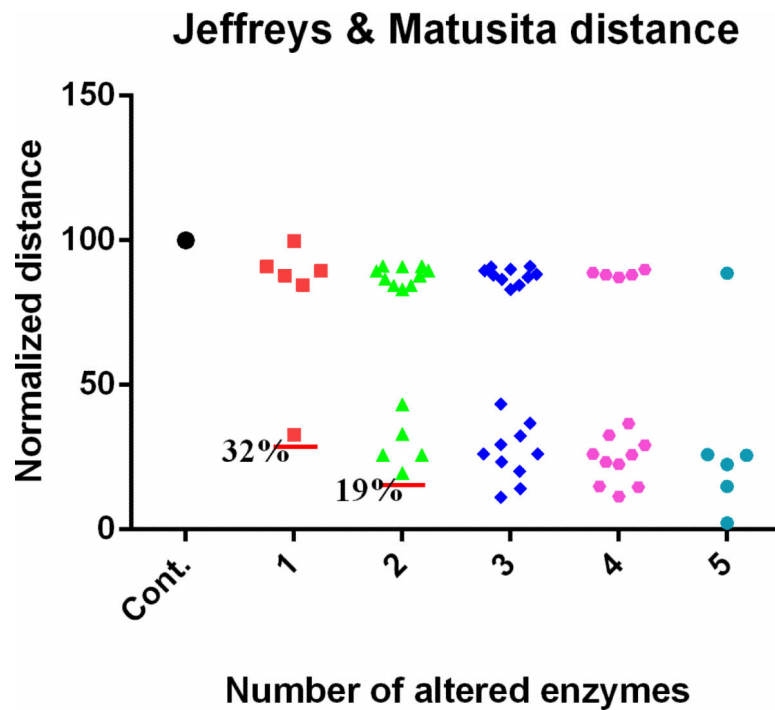 Jeffreys & Matusita distance
Normalized distance
150
100
50
0
32%
19%
Cont.
1
2
3
4
5
Number of altered enzymes